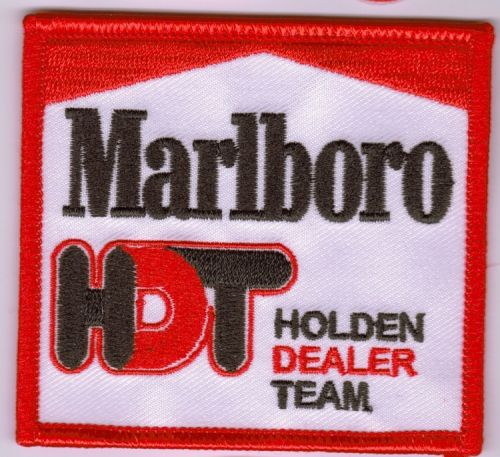 Marlboro
HDT
HOLDEN
DEALER
TEAM.